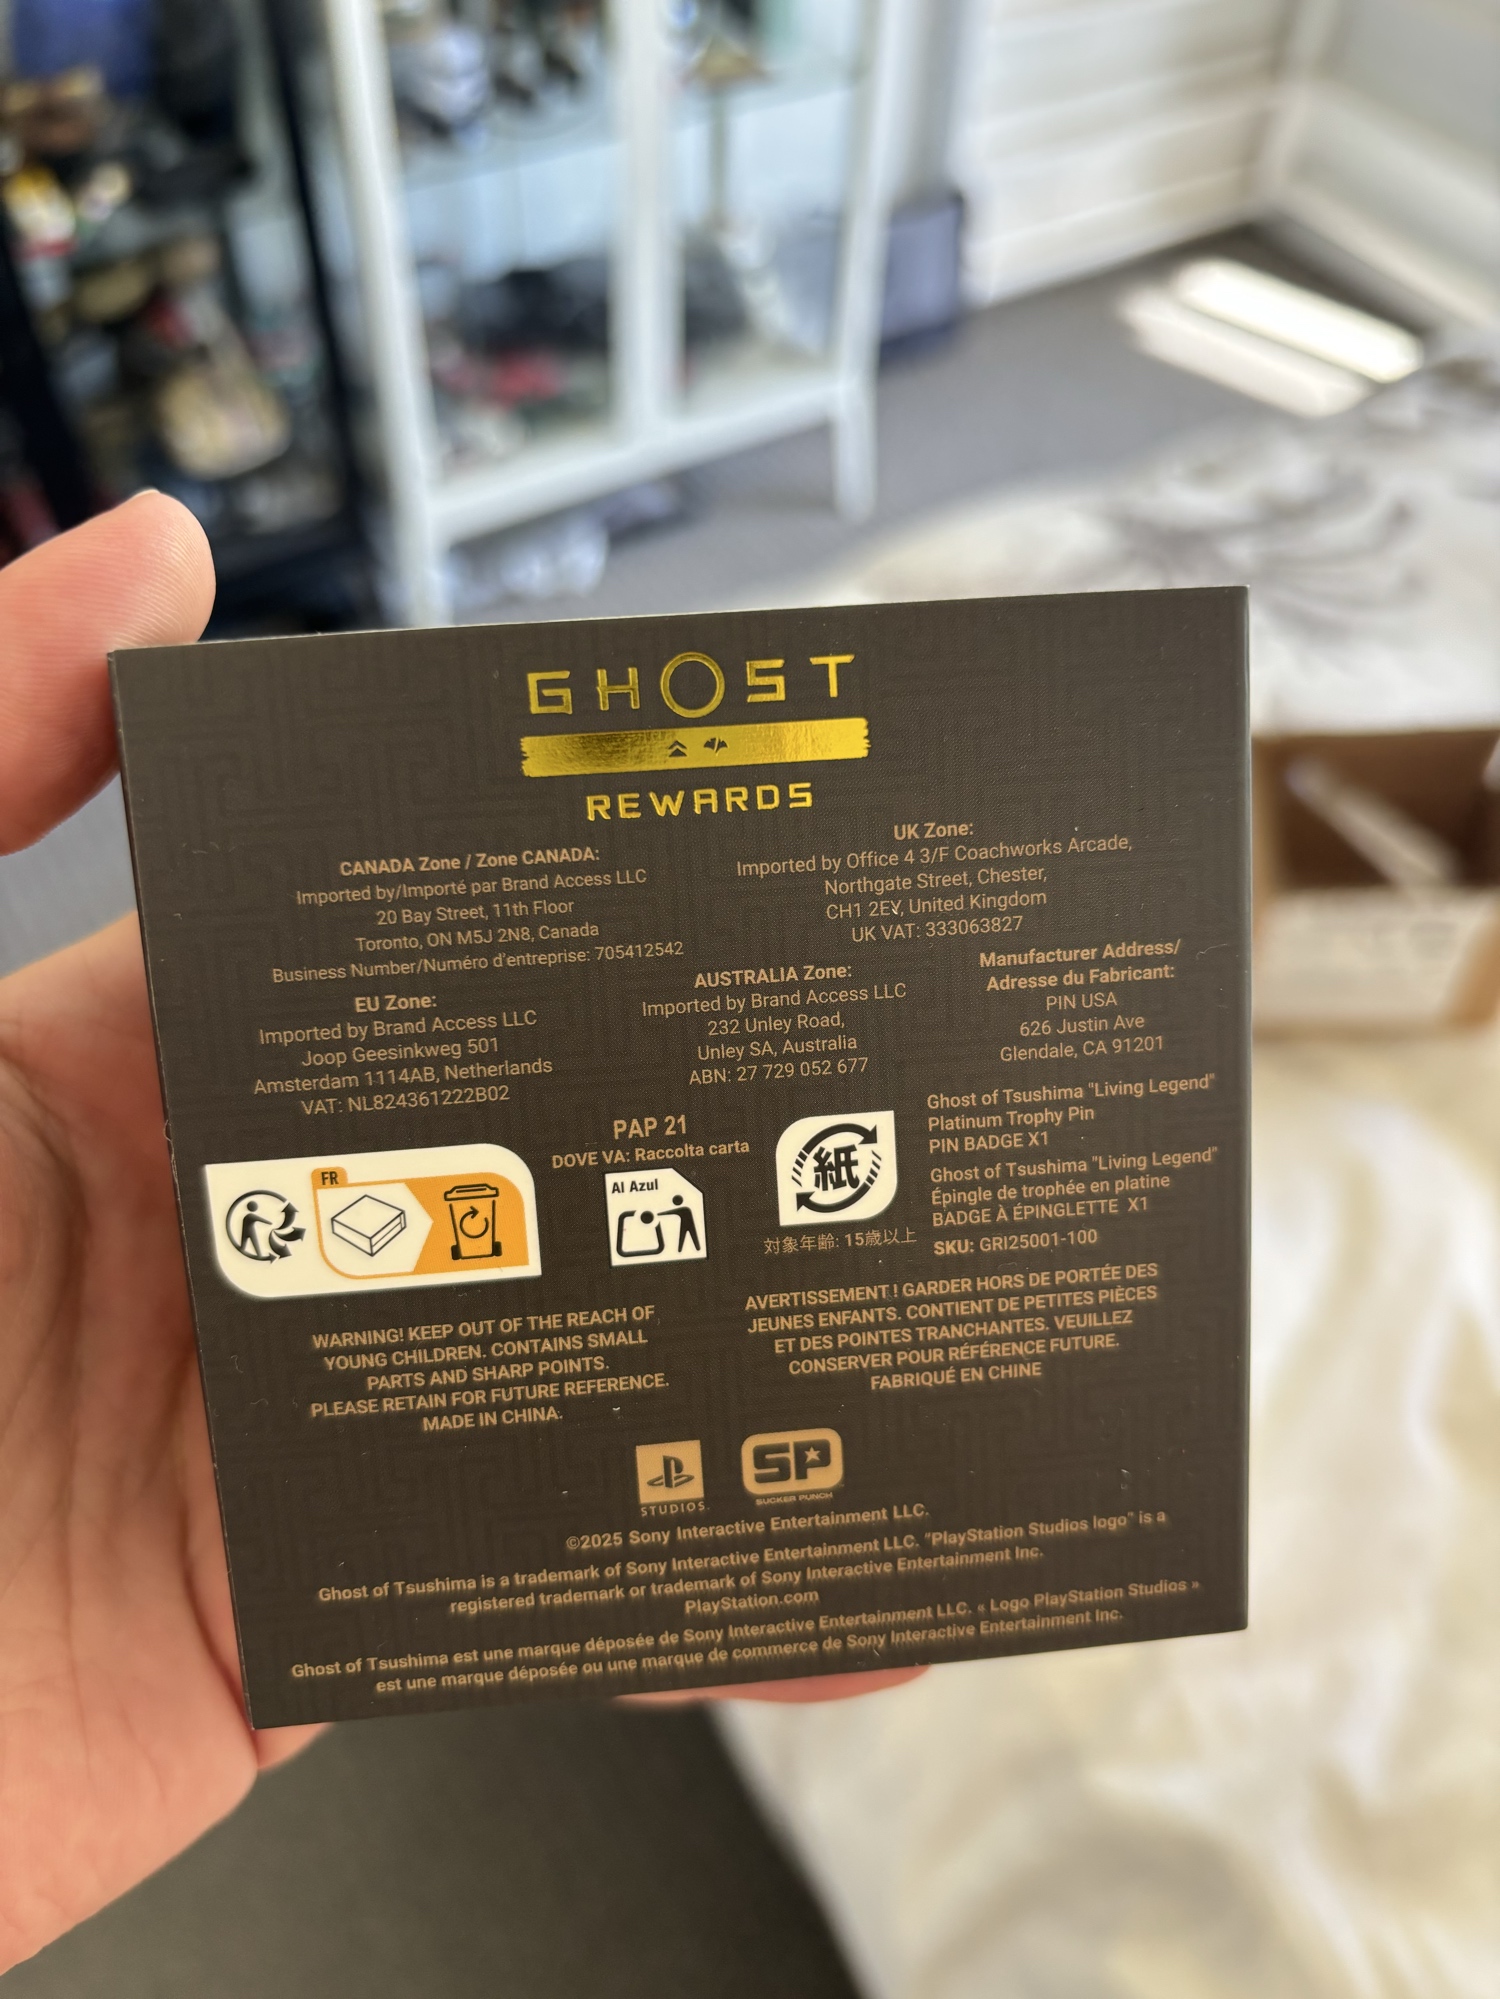 GHOST
REWARDS
CANADA Zone / Zone CANADA:
Imported by/Importé par Brand Access LLC
20 Bay Street, 11th Floor
Toronto, ON M5J 2N8, Canada
Business Number/Numéro d'entreprise: 705412542
UK Zone:
Imported by Office 4 3/F Coachworks Arcade,
Northgate Street, Chester,
CH1 2EY, United Kingdom
UK VAT: 333063827
EU Zone:
Imported by Brand Access LLC
Joop Geesinkweg 501
Amsterdam 1114AB, Netherlands
VAT: NL824361222B02
AUSTRALIA Zone:
Imported by Brand Access LLC
232 Unley Road,
Unley SA, Australia
ABN: 27 729 052 677
Manufacturer Address/
Adresse du Fabricant:
PIN USA
626 Justin Ave
Glendale, CA 91201
FR
PAP 21
DOVE VA: Raccolta carta
Al Azul
紙
対象年齢: 15歳以上
Ghost of Tsushima "Living Legend"
Platinum Trophy Pin
PIN BADGE X1
Ghost of Tsushima "Living Legend"
Épingle de trophée en platine
BADGE À ÉPINGLETTE X1
SKU: GRI25001-100
WARNING! KEEP OUT OF THE REACH OF
YOUNG CHILDREN. CONTAINS SMALL
PARTS AND SHARP POINTS.
PLEASE RETAIN FOR FUTURE REFERENCE.
MADE IN CHINA.
AVERTISSEMENT ! GARDER HORS DE PORTÉE DES
JEUNES ENFANTS. CONTIENT DE PETITES PIÈCES
ET DES POINTES TRANCHANTES. VEUILLEZ
CONSERVER POUR RÉFÉRENCE FUTURE.
FABRIQUÉ EN CHINE
STUDIOS
SP
SUCKER PUNCH
©2025 Sony Interactive Entertainment LLC.
Ghost of Tsushima is a trademark of Sony Interactive Entertainment LLC. "PlayStation Studios logo" is a
registered trademark or trademark of Sony Interactive Entertainment Inc.
PlayStation.com
Ghost of Tsushima est une marque déposée de Sony Interactive Entertainment LLC. « Logo PlayStation Studios »
est une marque déposée ou une marque de commerce de Sony Interactive Entertainment Inc.